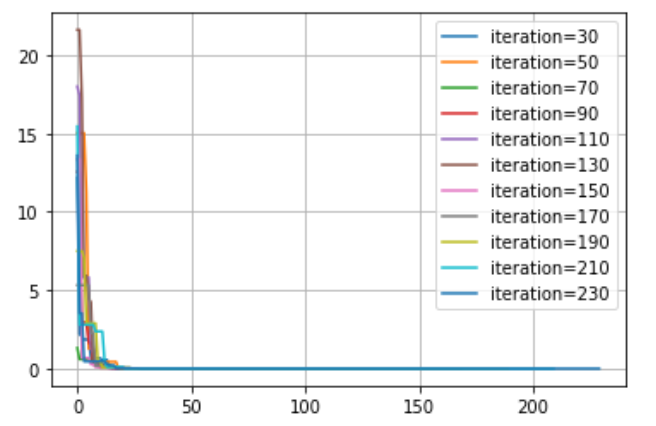 20
15
10
5
0
0
50
100
150
200
iteration=30
iteration=50
iteration=70
iteration=90
iteration=110
iteration=130
iteration=150
iteration=170
iteration=190
iteration=210
iteration=230